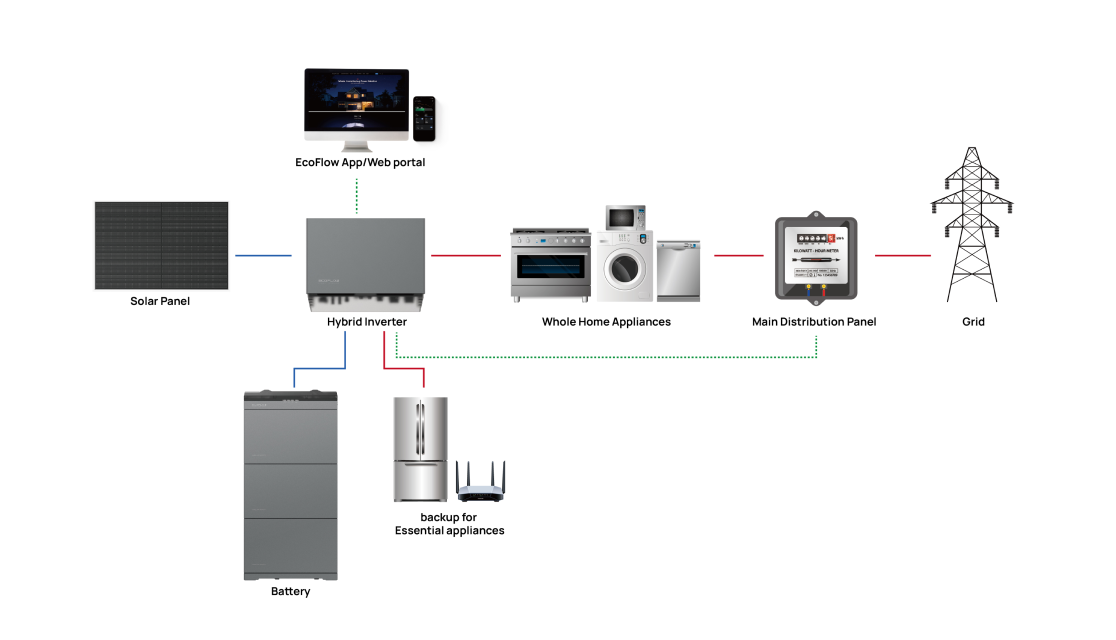 EcoFlow App/Web portal
Solar Panel
Hybrid Inverter
Whole Home Appliances
KILOWATT - HOUR METER
Main Distribution Panel
Grid
backup for
Essential appliances
Battery